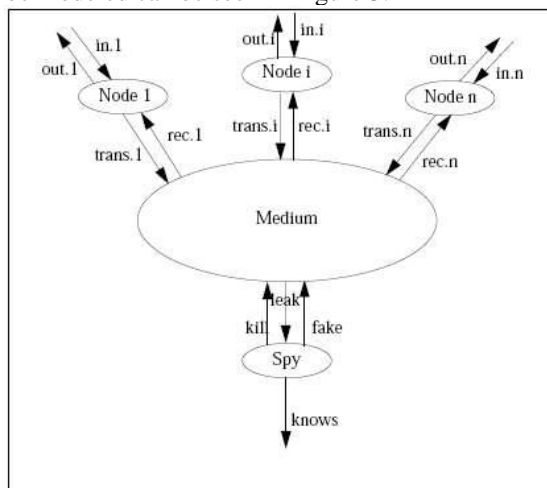 out.1
in.1
Node 1
trans.1
rec.1
out.i
in.i
Node i
trans.i
rec.i
out.n
in.n
Node n
trans.n
rec.n
Medium
leak
kill
fake
Spy
knows